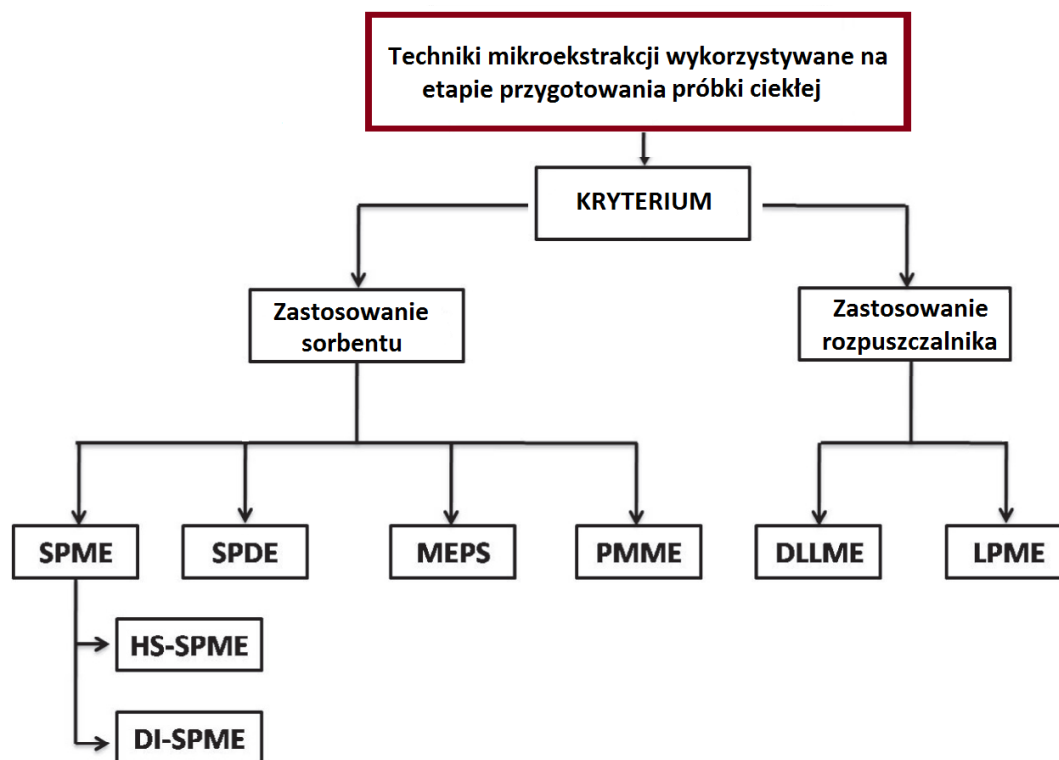 Techniki mikroekstrakcji wykorzystywane na
etapie przygotowania próbki ciekłej
KRYTERIUM
Zastosowanie
sorbentu
Zastosowanie
rozpuszczalnika
SPME
SPDE
MEPS
PMME
DLLME
LPME
HS-SPME
DI-SPME